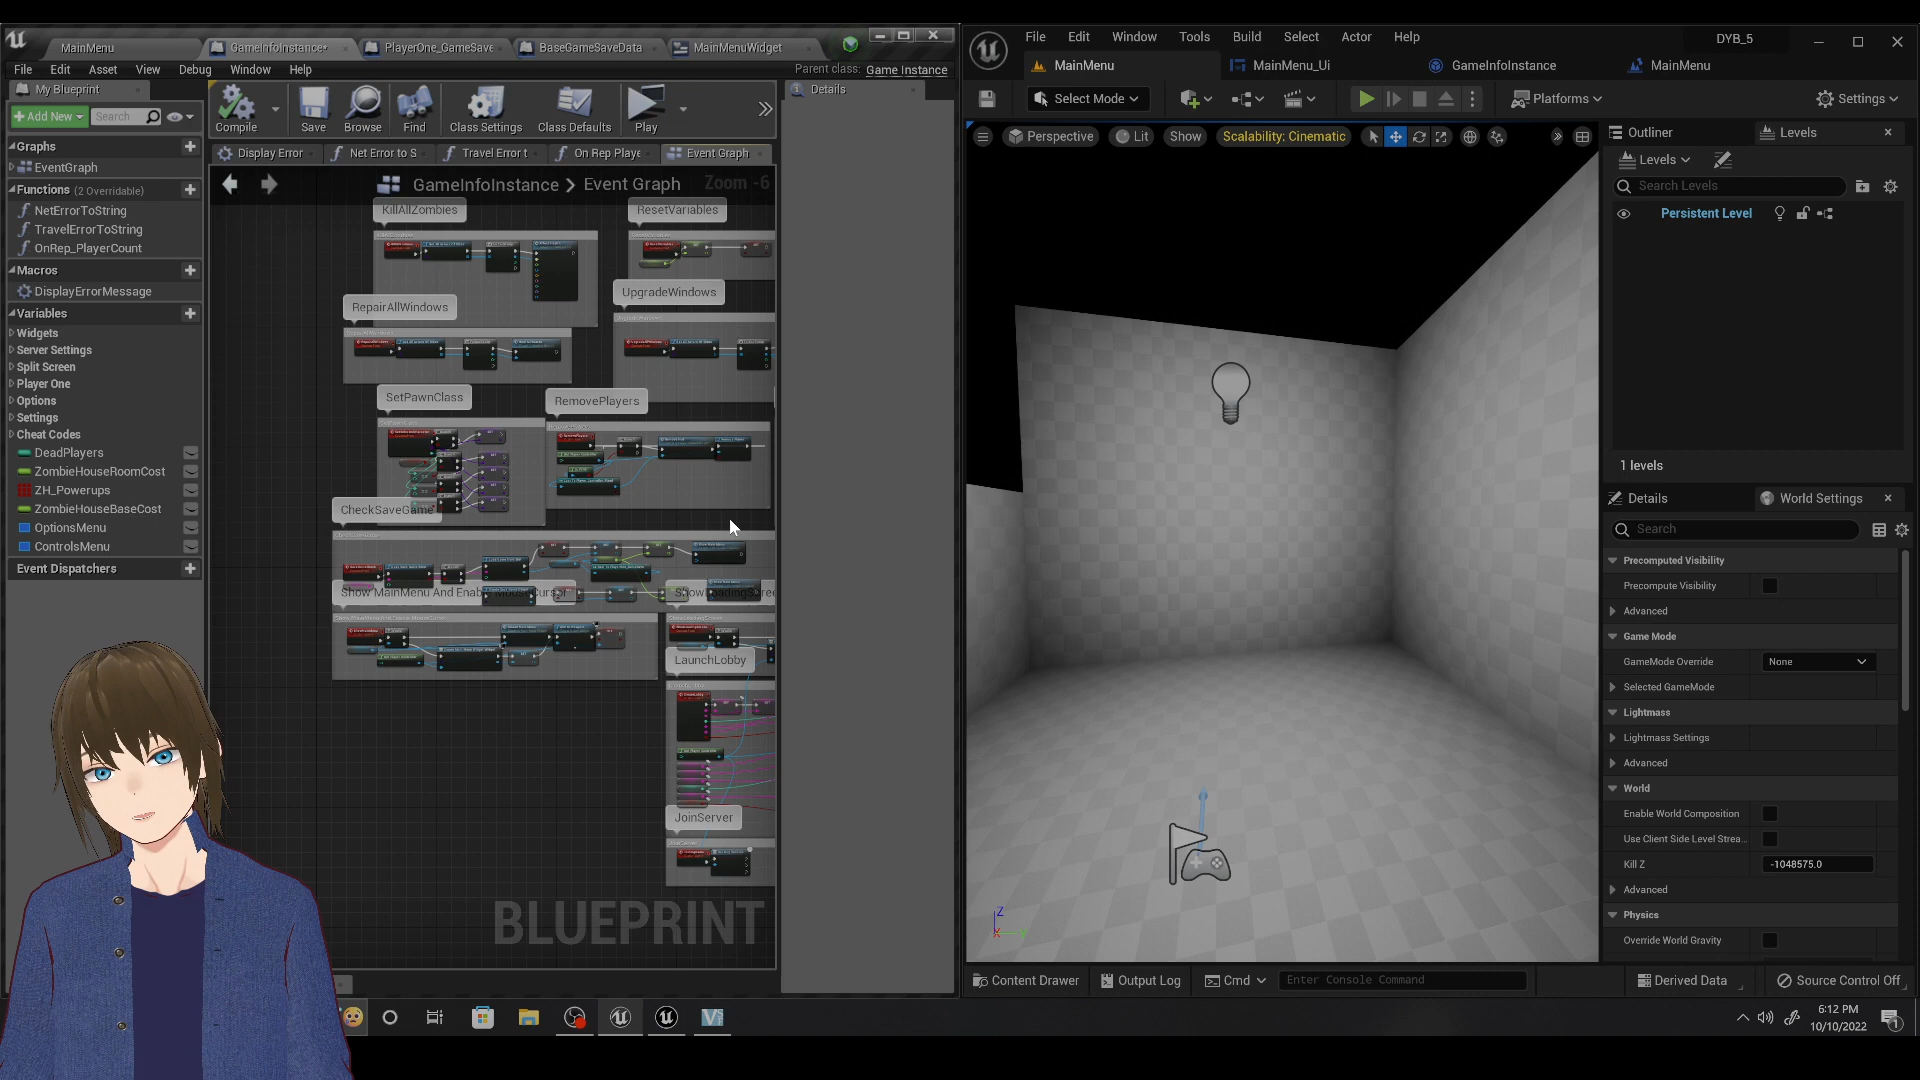 MainMenu
GameInfoInstance*
PlayerOne_GameSave
BaseGameSaveData
MainMenuWidget
File Edit Asset View Debug Window Help
Parent class: Game Instance
My Blueprint
Add New
Search
Graphs
EventGraph
Functions (2 Overridable)
NetErrorToString
TravelErrorToString
OnRep_PlayerCount
Macros
DisplayErrorMessage
Variables
Widgets
Server Settings
Split Screen
Player One
Options
Settings
Cheat Codes
DeadPlayers
ZombieHouseRoomCost
ZH_Powerups
ZombieHouseBaseCost
OptionsMenu
ControlsMenu
Event Dispatchers
Compile Save Browse Find Class Settings Class Defaults Play
Display Error
Net Error to S
Travel Error t
On Rep Playe
Event Graph
GameInfoInstance > Event Graph
Zoom -6
KillAllZombies
ResetVariables
RepairAllWindows
UpgradeWindows
SetPawnClass
RemovePlayers
CheckSaveGame
Show MainMenu And Enable Mouse Cursor
ShowLoadingScree
LaunchLobby
JoinServer
BLUEPRINT
Details
File Edit Window Tools Build Select Actor Help
DYB_5
MainMenu
MainMenu_Ui
GameInfoInstance
MainMenu
Select Mode
Platforms
Settings
Perspective
Lit
Show
Scalability: Cinematic
Z
X
Y
Outliner
Levels
Levels
Search Levels
Persistent Level
1 levels
Details
World Settings
Search
Precomputed Visibility
Precompute Visibility
Advanced
Game Mode
GameMode Override None
Selected GameMode
Lightmass
Lightmass Settings
Advanced
World
Enable World Composition
Use Client Side Level Strea...
Kill Z -1048575.0
Advanced
Physics
Override World Gravity
Content Drawer
Output Log
Cmd
Enter Console Command
Derived Data
Source Control Off
6:12 PM
10/10/2022
1